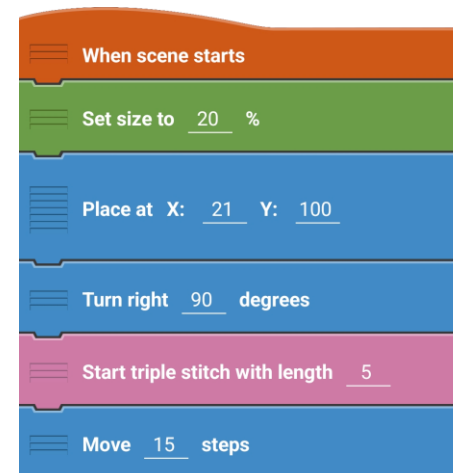 When scene starts
Set size to 20 %
Place at X: 21 Y: 100
Turn right 90 degrees
Start triple stitch with length 5
Move 15 steps